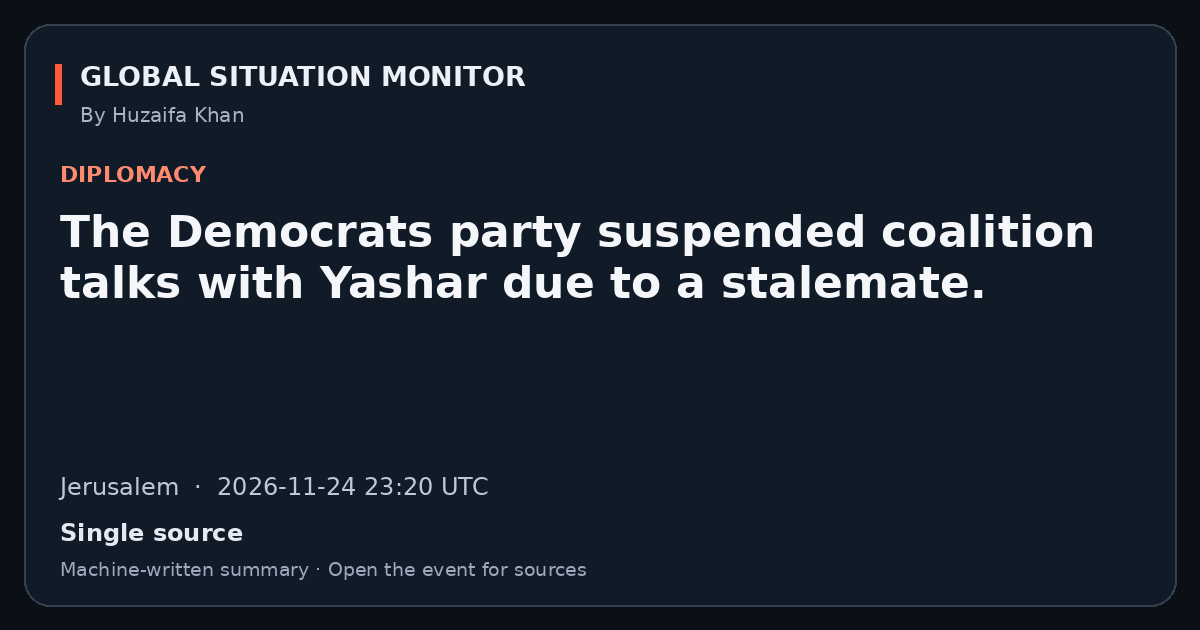 GLOBAL SITUATION MONITOR
By Huzaifa Khan
DIPLOMACY
The Democrats party suspended coalition
talks with Yashar due to a stalemate.
Jerusalem · 2026-11-24 23:20 UTC
Single source
Machine-written summary · Open the event for sources